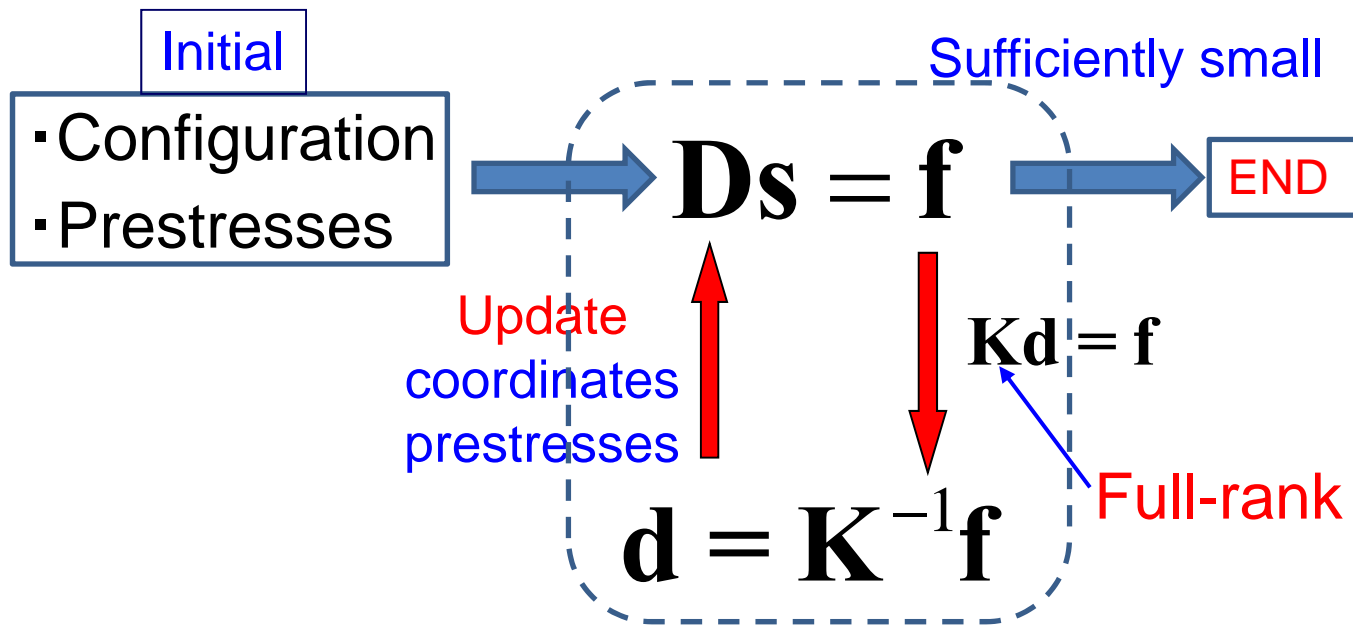 Initial
▪Configuration
▪Prestresses
Sufficiently small
Ds = f
END
Update
coordinates
prestresses
Kd = f
Full-rank
d = K⁻¹f